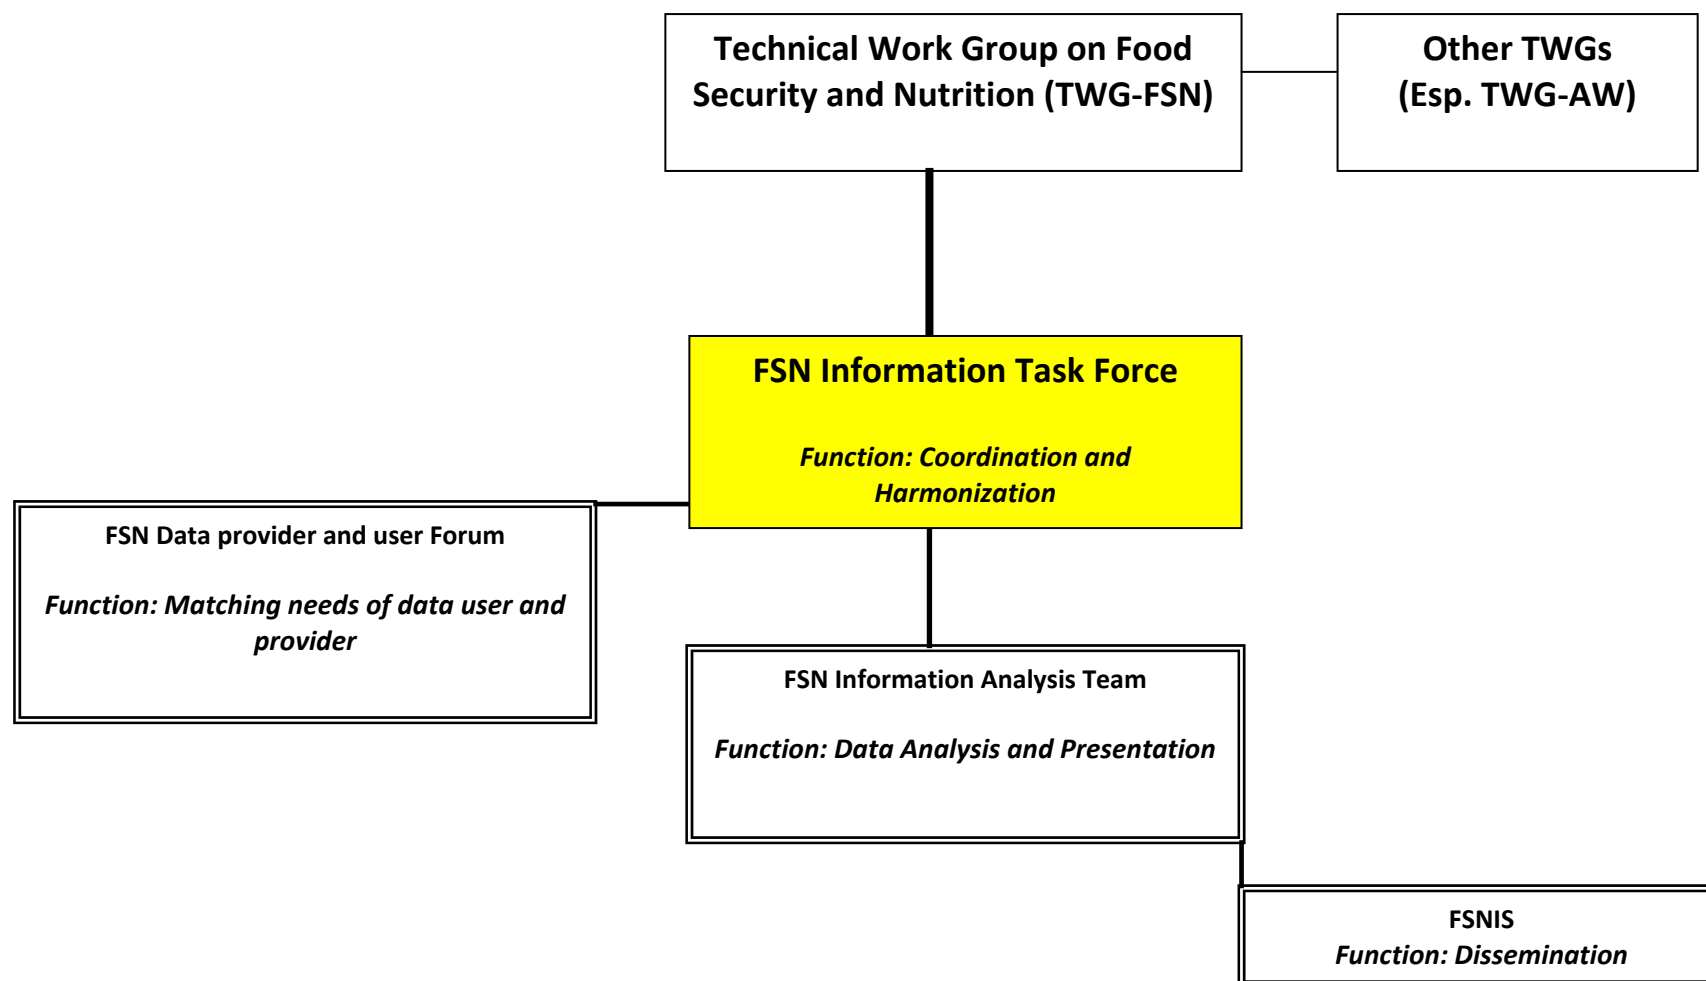 Technical Work Group on Food
Security and Nutrition (TWG-FSN)
Other TWGs
(Esp. TWG-AW)
FSN Information Task Force
Function: Coordination and
Harmonization
FSN Data provider and user Forum
Function: Matching needs of data user and
provider
FSN Information Analysis Team
Function: Data Analysis and Presentation
FSNIS
Function: Dissemination